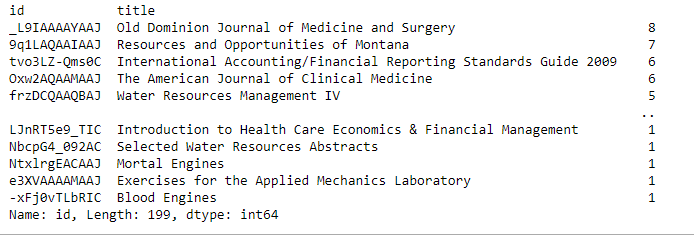 id title
_L9IAAAAYAAJ Old Dominion Journal of Medicine and Surgery 8
9q1LAQAAIAAJ Resources and Opportunities of Montana 7
tvo3LZ-Qms0C International Accounting/Financial Reporting Standards Guide 2009 6
Oxw2AQAAMAAJ The American Journal of Clinical Medicine 6
frzDCQAAQBAJ Water Resources Management IV 5
..
LJnRT5e9_TIC Introduction to Health Care Economics & Financial Management 1
NbcpG4_092AC Selected Water Resources Abstracts 1
NtxlrgEACAAJ Mortal Engines 1
e3XVAAAAMAAJ Exercises for the Applied Mechanics Laboratory 1
-xFj0vTLbRIC Blood Engines 1
Name: id, Length: 199, dtype: int64